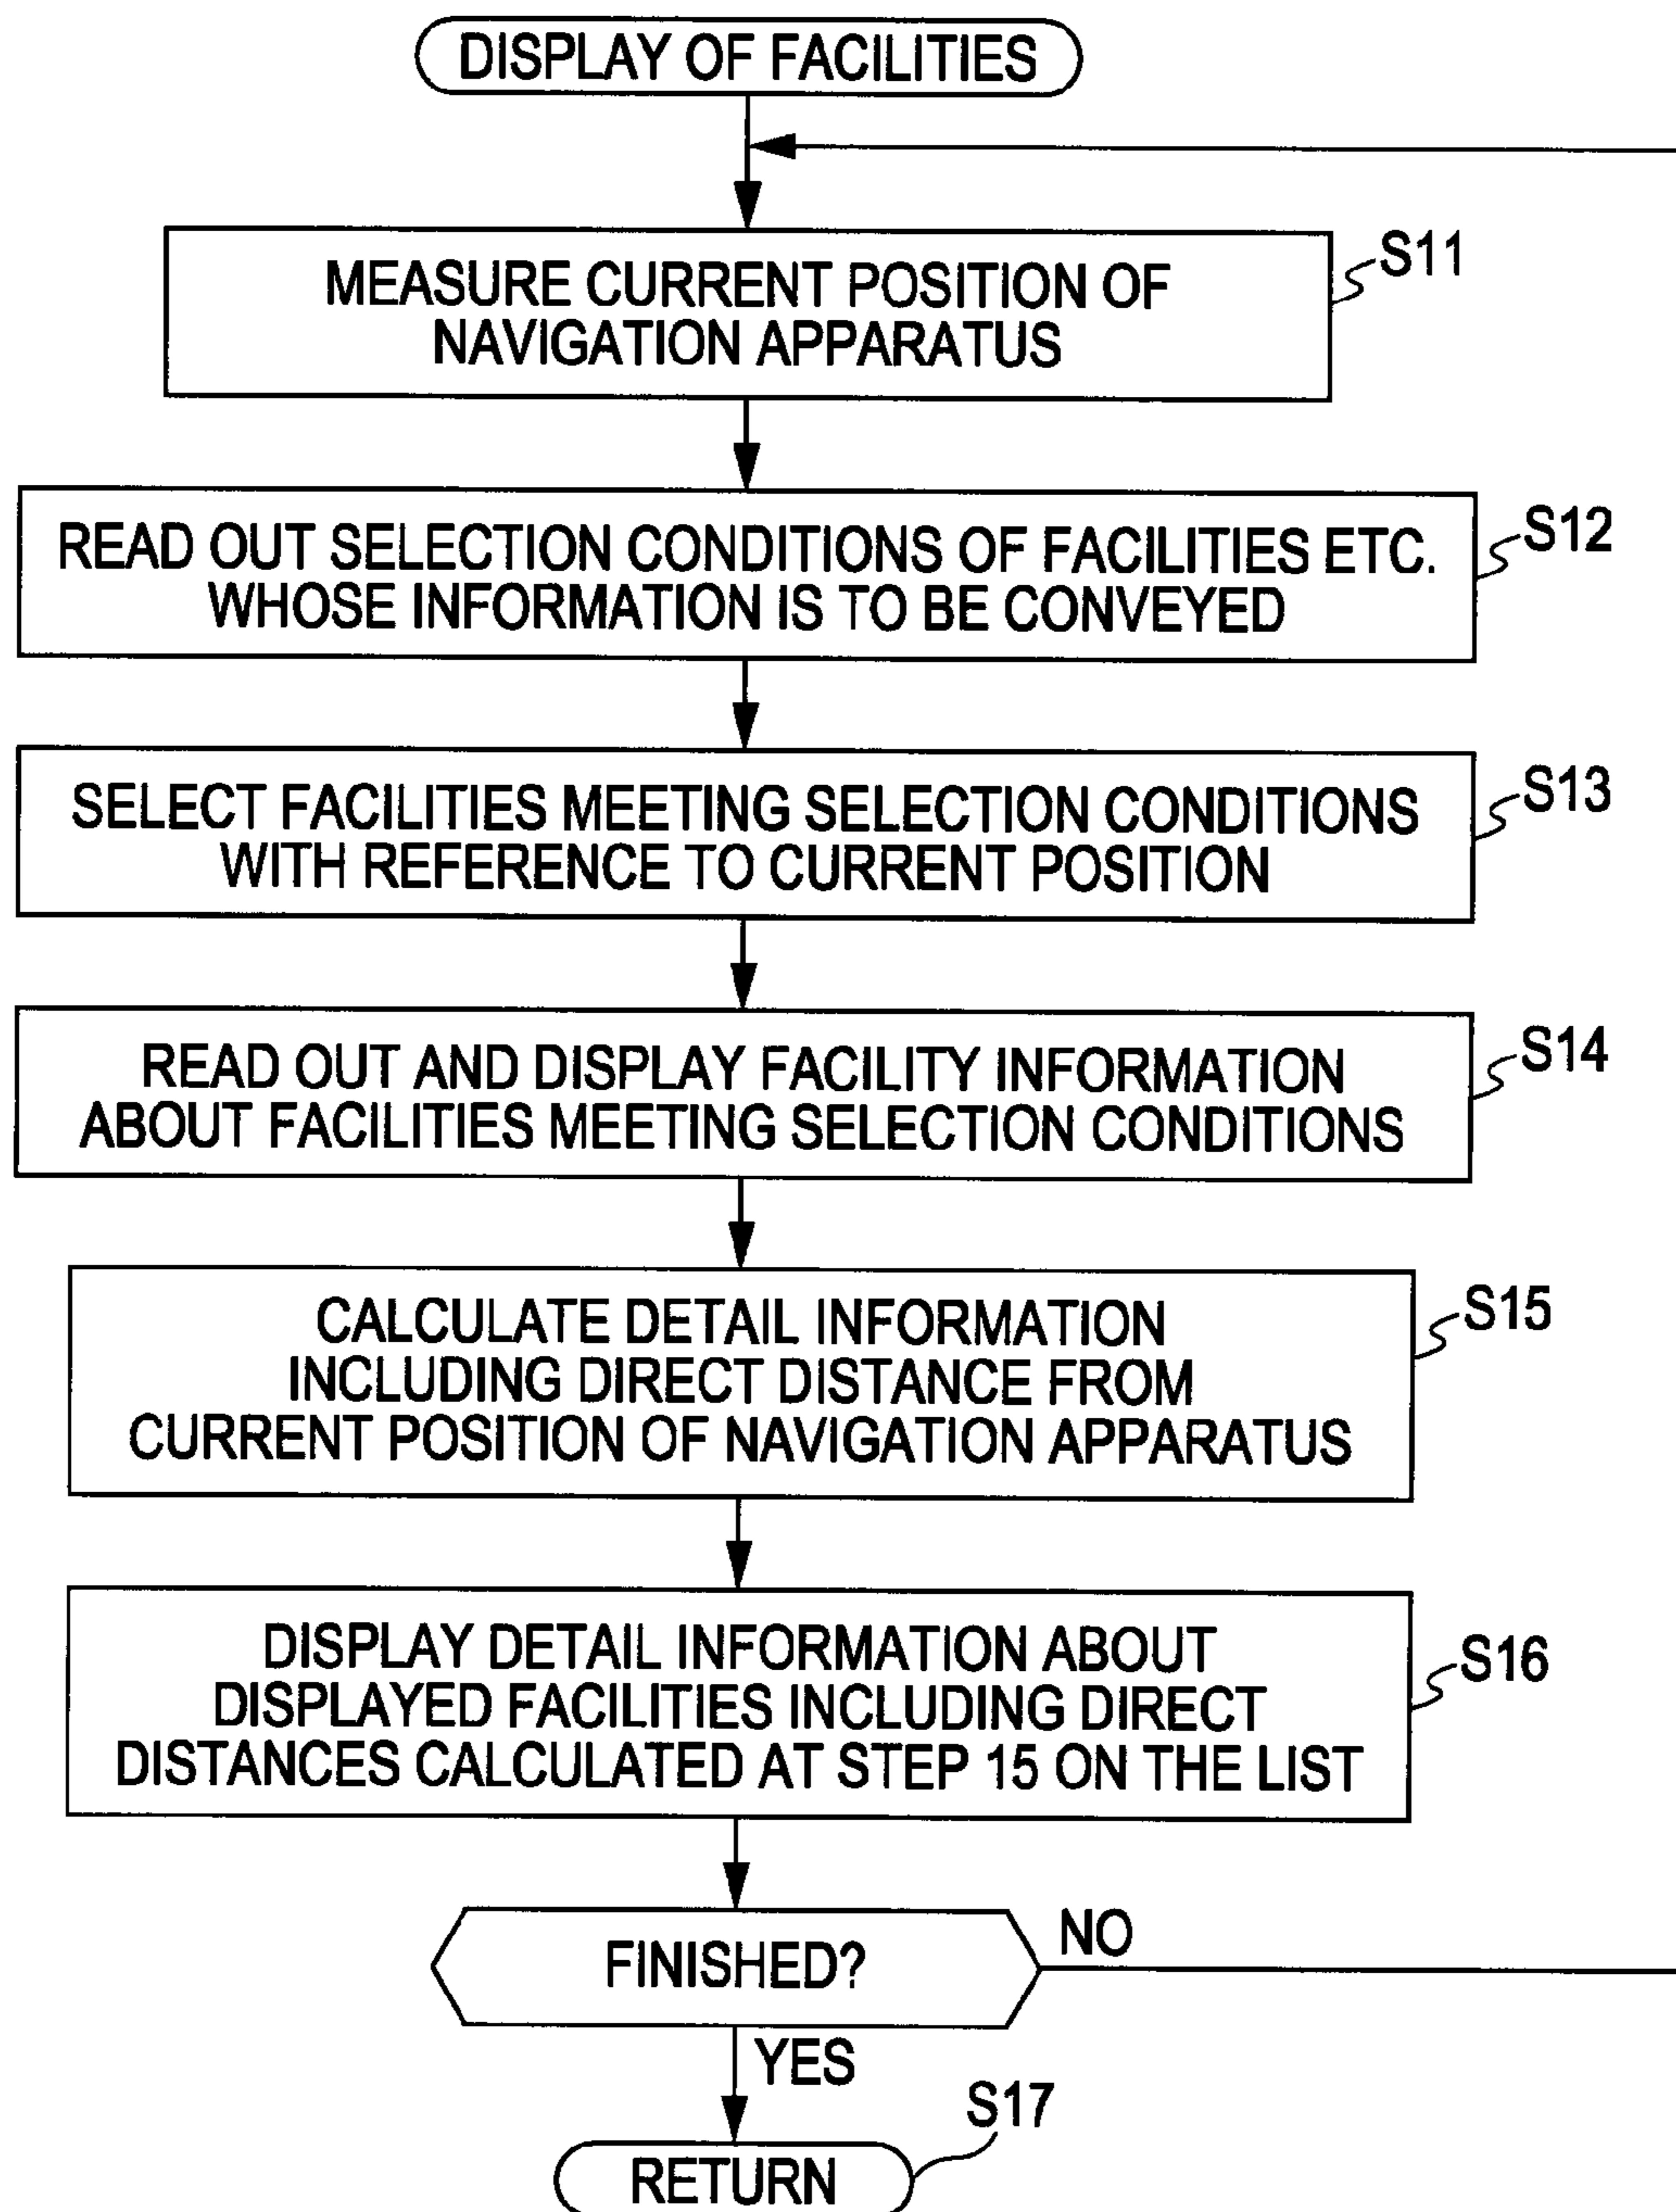 DISPLAY OF FACILITIES
MEASURE CURRENT POSITION OF
NAVIGATION APPARATUS
S11
READ OUT SELECTION CONDITIONS OF FACILITIES ETC.
WHOSE INFORMATION IS TO BE CONVEYED
S12
SELECT FACILITIES MEETING SELECTION CONDITIONS
WITH REFERENCE TO CURRENT POSITION
S13
READ OUT AND DISPLAY FACILITY INFORMATION
ABOUT FACILITIES MEETING SELECTION CONDITIONS
S14
CALCULATE DETAIL INFORMATION
INCLUDING DIRECT DISTANCE FROM
CURRENT POSITION OF NAVIGATION APPARATUS
S15
DISPLAY DETAIL INFORMATION ABOUT
DISPLAYED FACILITIES INCLUDING DIRECT
DISTANCES CALCULATED AT STEP 15 ON THE LIST
S16
FINISHED?
NO
YES
S17
RETURN